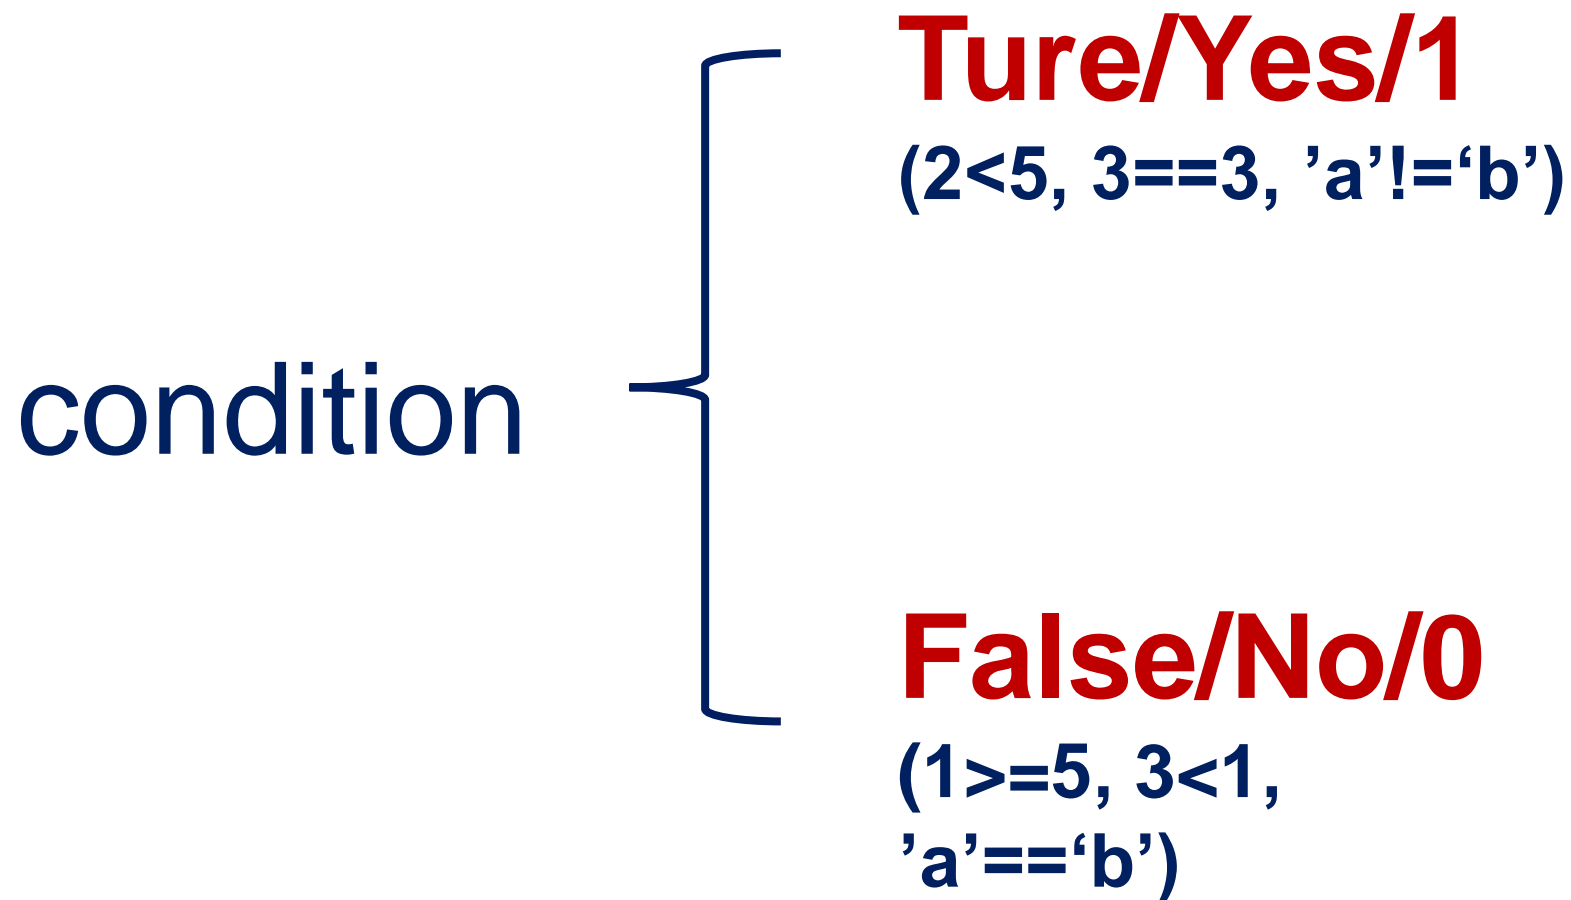 Ture/Yes/1
(2<5, 3==3, ’a’!=‘b’)
condition
False/No/0
(1>=5, 3<1,
’a’==‘b’)